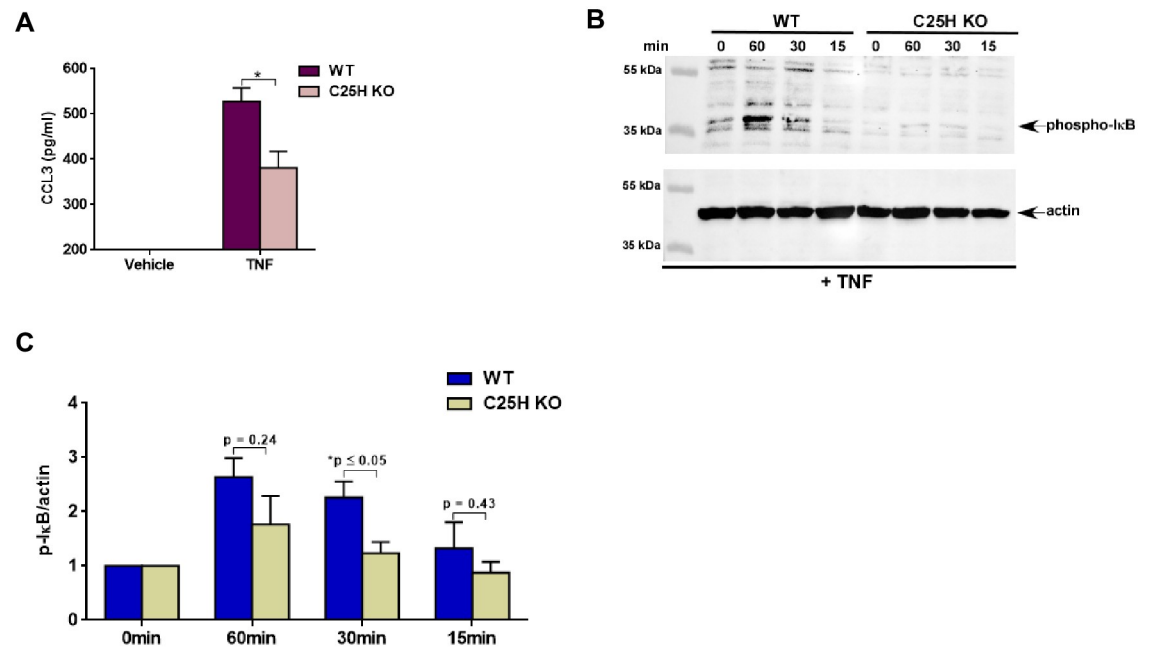 A
600
500
400
300
200
CCL3 (pg/ml)
*
WT
C25H KO
Vehicle TNF
B
WT C25H KO
min 0 60 30 15 0 60 30 15
55 kDa
35 kDa
phospho-IκB
55 kDa
actin
35 kDa
+ TNF
C
WT
C25H KO
4
3
2
1
0
p-IκB/actin
p = 0.24
*p ≤ 0.05
p = 0.43
0min 60min 30min 15min